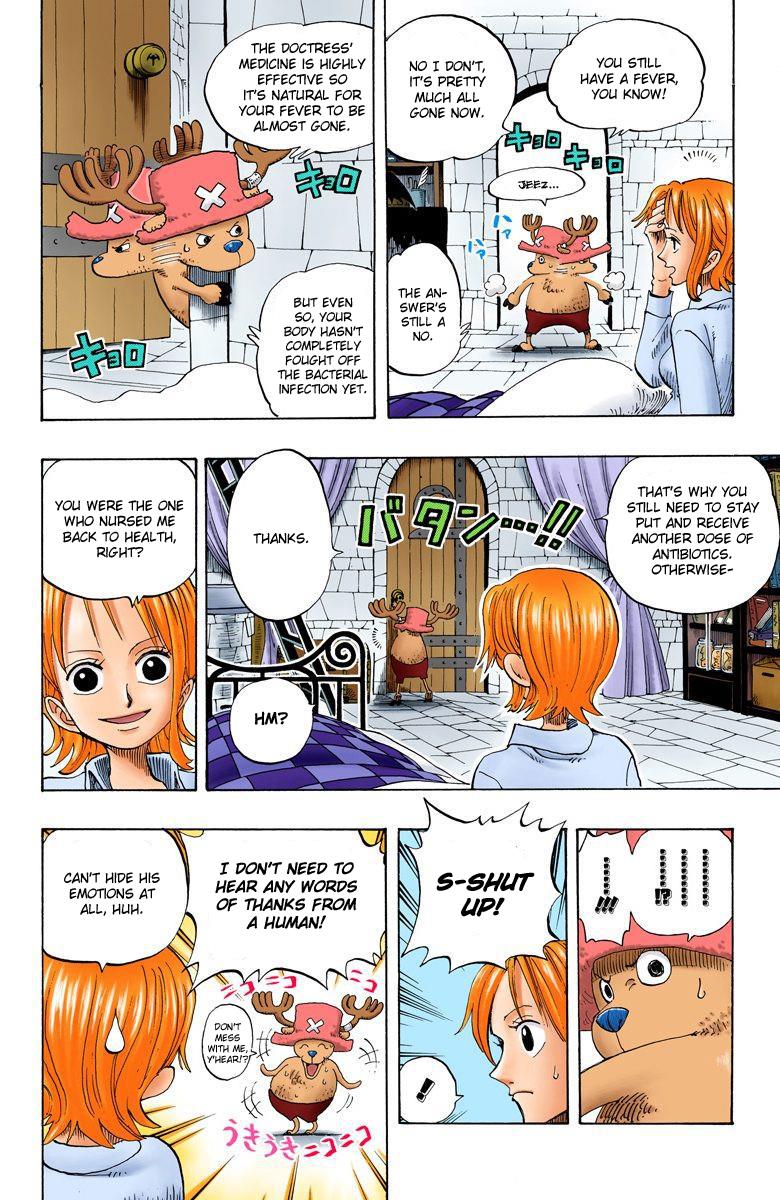 YOU STILL
HAVE A FEVER,
YOU KNOW!
NO I DON'T,
IT'S PRETTY
MUCH ALL
GONE NOW.
キョロ
キョロ
JEEZ...
ハァ
ハァ
THE AN-
SWER'S
STILL A
NO.
THE DOCTRESS'
MEDICINE IS HIGHLY
EFFECTIVE SO
IT'S NATURAL FOR
YOUR FEVER TO BE
ALMOST GONE.
キョロ
キョロ
BUT EVEN
SO, YOUR
BODY HASN'T
COMPLETELY
FOUGHT OFF
THE BACTERIAL
INFECTION YET.
THAT'S WHY YOU
STILL NEED TO STAY
PUT AND RECEIVE
ANOTHER DOSE OF
ANTIBIOTICS.
OTHERWISE-
バタン…!!
THANKS.
HM?
YOU WERE THE ONE
WHO NURSED ME
BACK TO HEALTH,
RIGHT?
!?
!!!
S-SHUT
UP!
!
I DON'T NEED TO
HEAR ANY WORDS
OF THANKS FROM
A HUMAN!
ニコニコ
DON'T
MESS
WITH ME,
Y'HEAR!?
うきうきニコニコ
CAN'T HIDE HIS
EMOTIONS AT
ALL, HUH.